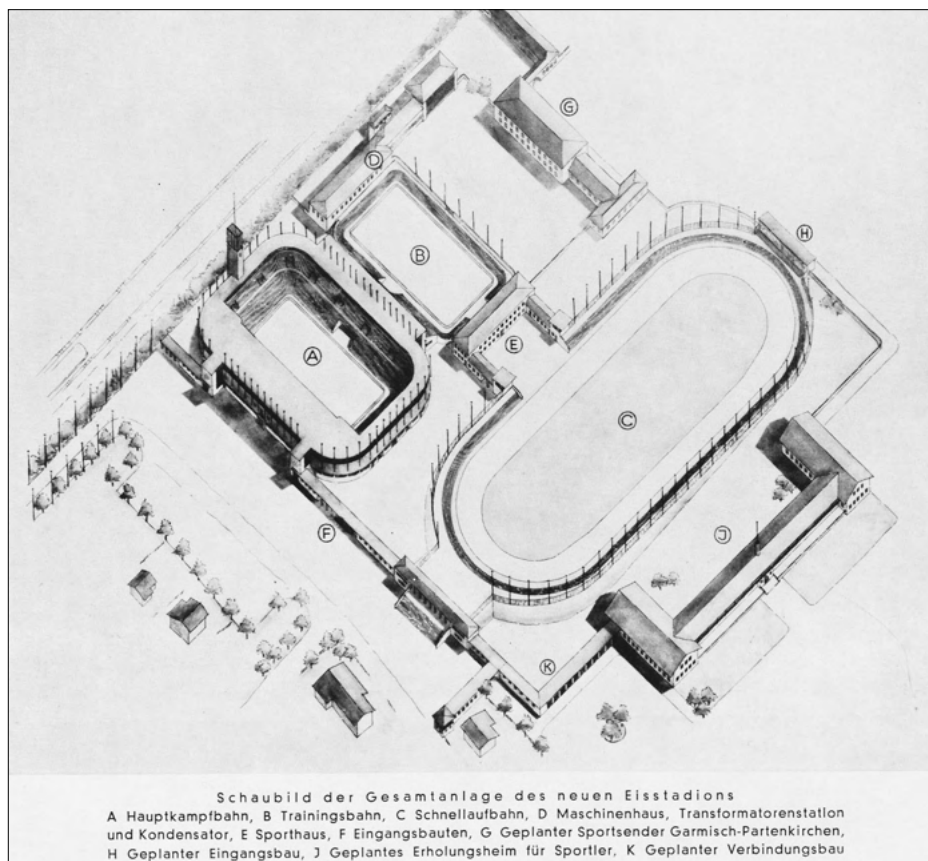 G
D
H
B
E
A
C
F
J
K
Schaubild der Gesamtanlage des neuen Eisstadions
A Hauptkampfbahn, B Trainingsbahn, C Schnellaufbahn, D Maschinenhaus, Transformatorenstation
und Kondensator, E Sporthaus, F Eingangsbauten, G Geplanter Sportsender Garmisch-Partenkirchen,
H Geplanter Eingangsbau, J Geplantes Erholungsheim für Sportler, K Geplanter Verbindungsbau